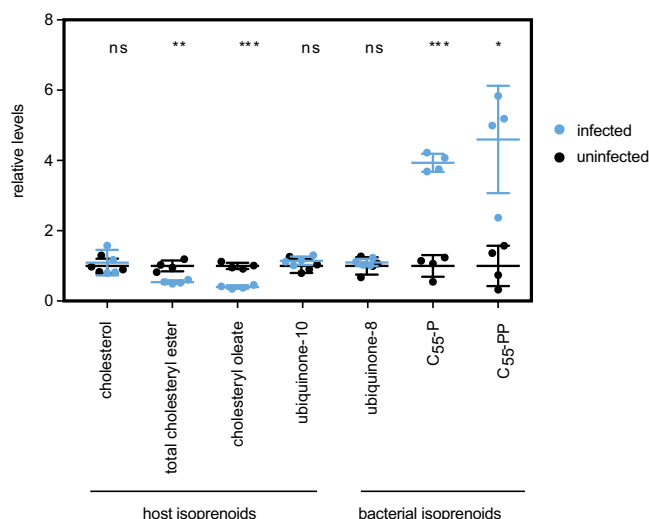 8
6
4
2
0
relative levels
ns
**
***
ns
ns
***
*
infected
uninfected
cholesterol
total cholesteryl ester
cholesteryl oleate
ubiquinone-10
ubiquinone-8
C55-P
C55-PP
host isoprenoids
bacterial isoprenoids